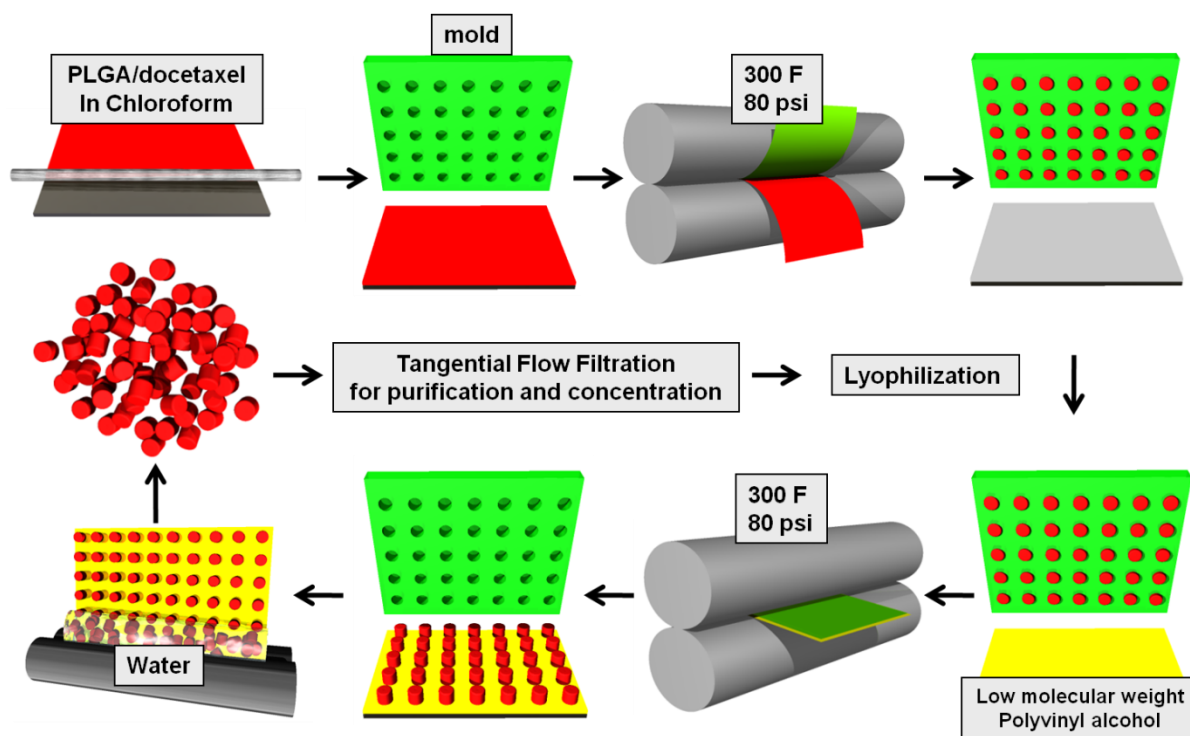 PLGA/docetaxel
In Chloroform
mold
300 F
80 psi
Tangential Flow Filtration
for purification and concentration
Lyophilization
Low molecular weight
Polyvinyl alcohol
300 F
80 psi
Water